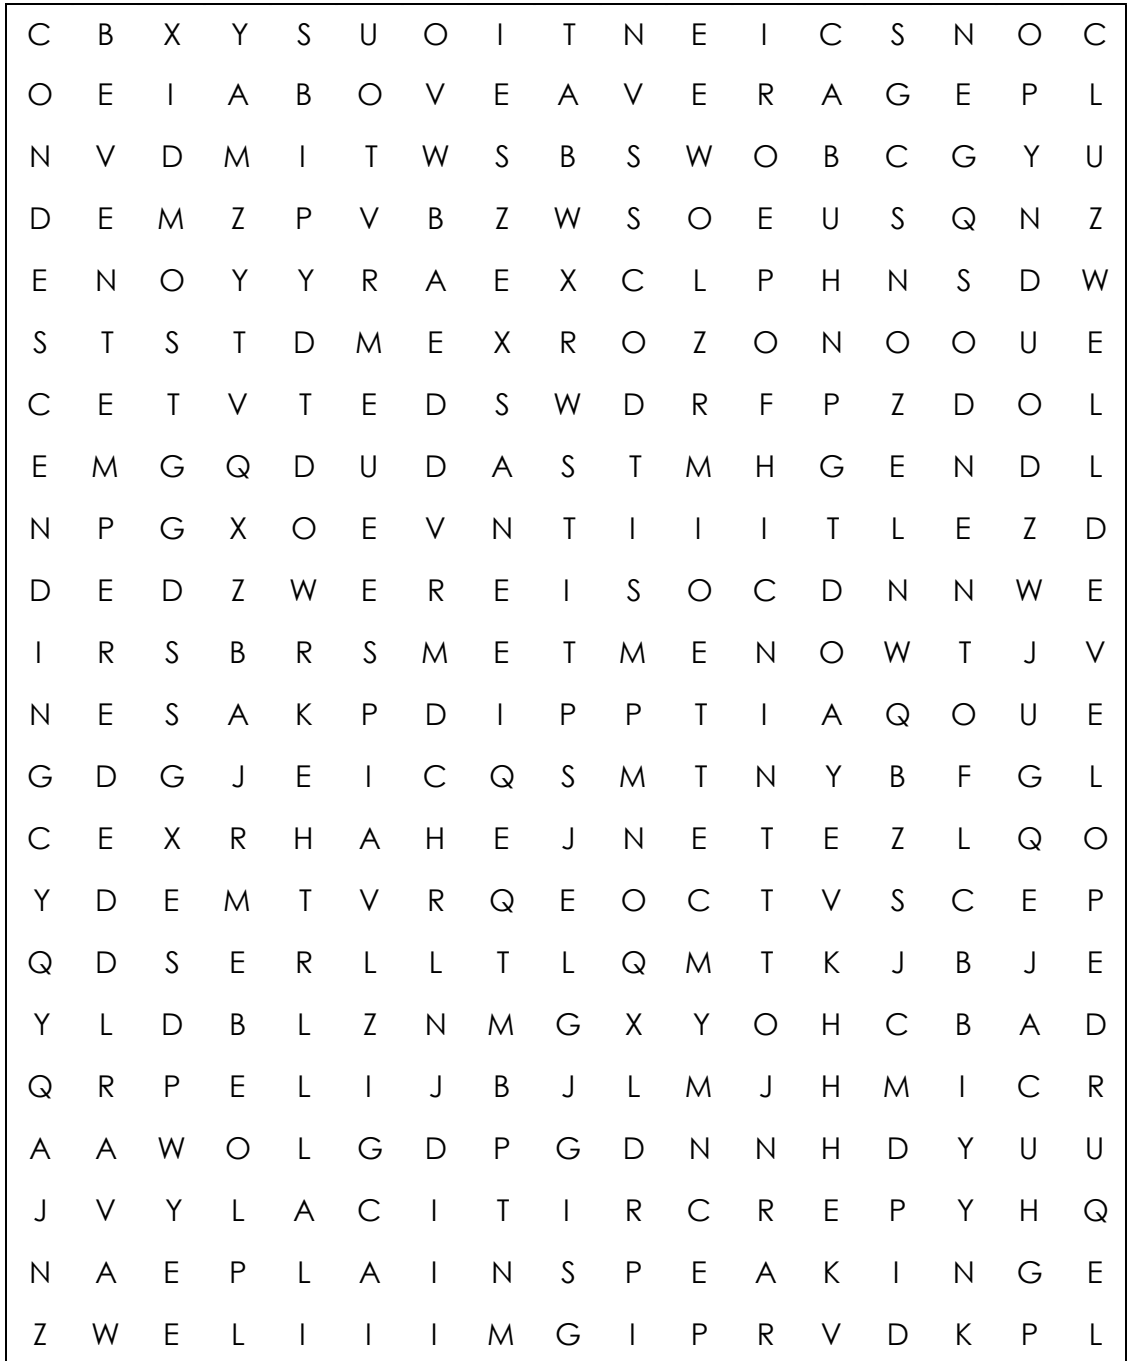 C B X Y S U O I T N E I C S N O C
O E I A B O V E A V E R A G E P L
N V D M I T W S B S W O B C G Y U
D E M Z P V B Z W S O E U S Q N Z
E N O Y Y R A E X C L P H N S D W
S T S T D M E X R O Z O N O O U E
C E T V T E D S W D R F P Z D O L
E M G Q D U D A S T M H G E N D L
N P G X O E V N T I I I T L E Z D
D E D Z W E R E I S O C D N N W E
I R S B R S M E T M E N O W T J V
N E S A K P D I P P T I A Q O U E
G D G J E I C Q S M T N Y B F G L
C E X R H A H E J N E T E Z L Q O
Y D E M T V R Q E O C T V S C E P
Q D S E R L L T L Q M T K J B J E
Y L D B L Z N M G X Y O H C B A D
Q R P E L I J B J L M J H M I C R
A A W O L G D P G D N N H D Y U U
J V Y L A C I T I R C R E P Y H Q
N A E P L A I N S P E A K I N G E
Z W E L I I I M G I P R V D K P L